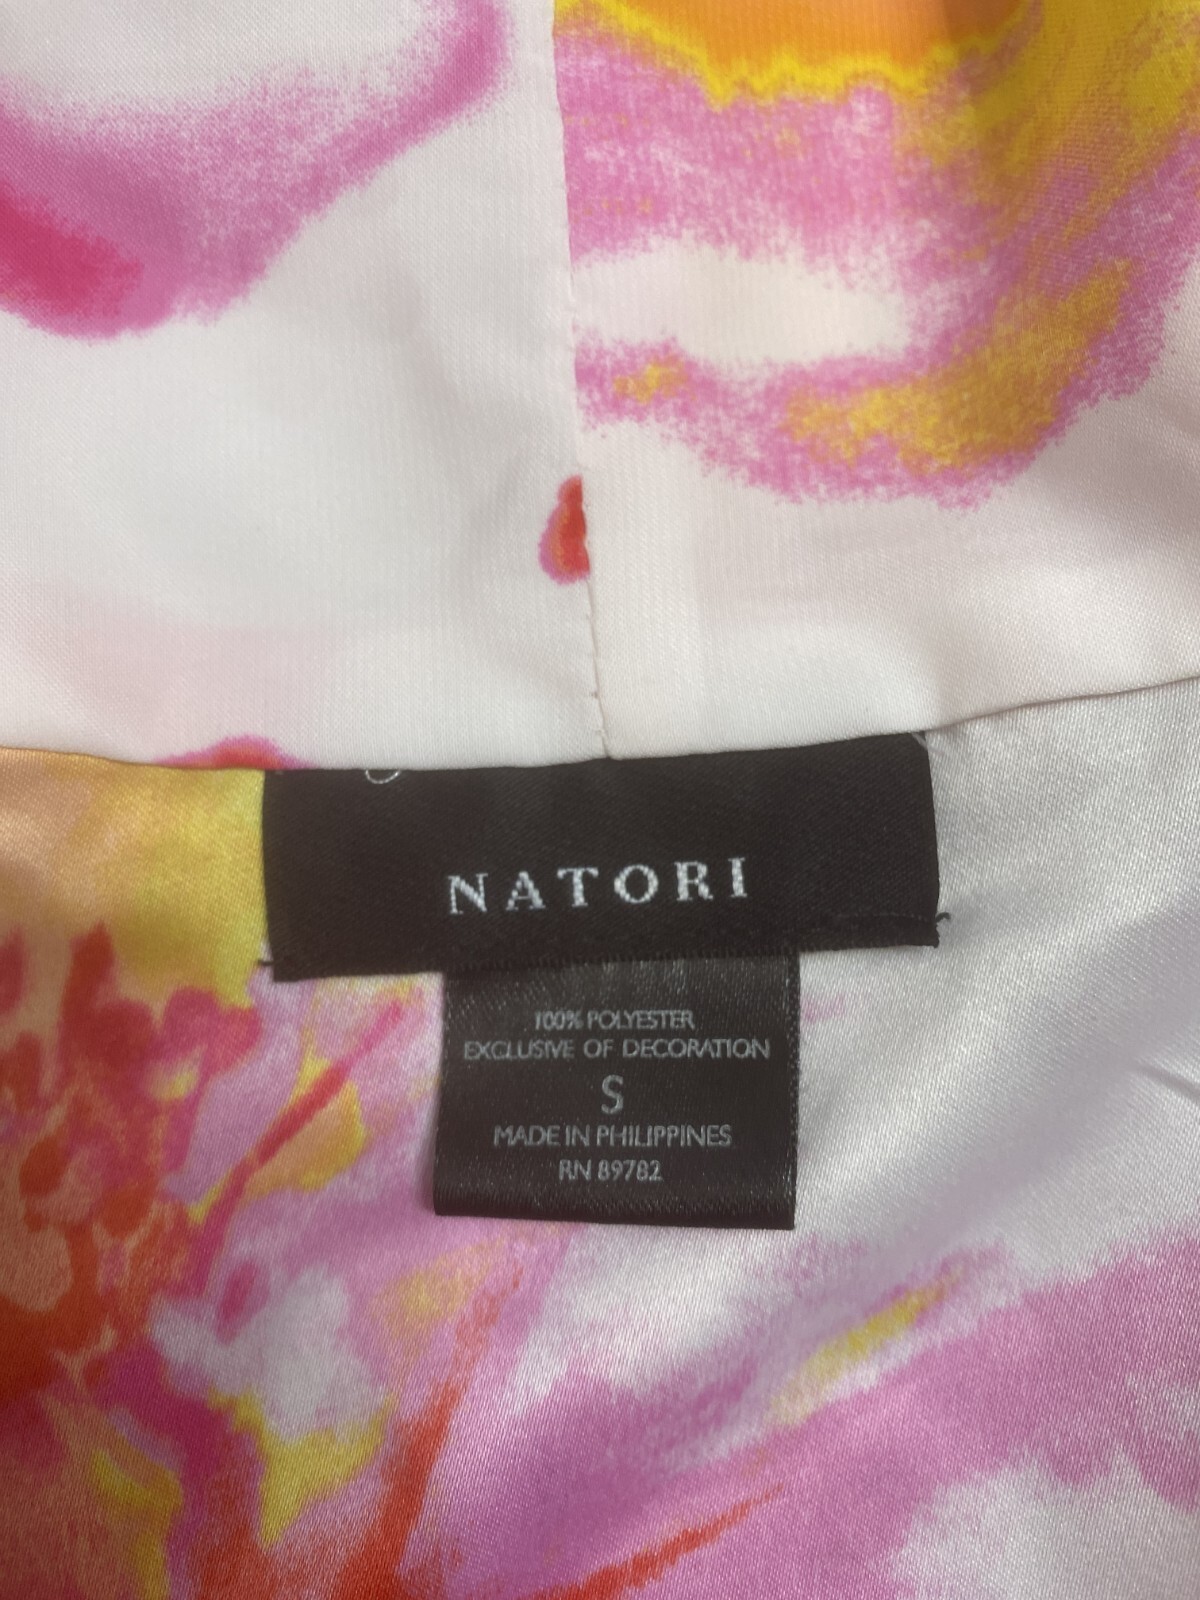 NATORI
100% POLYESTER
EXCLUSIVE OF DECORATION
S
MADE IN PHILIPPINES
RN 89782